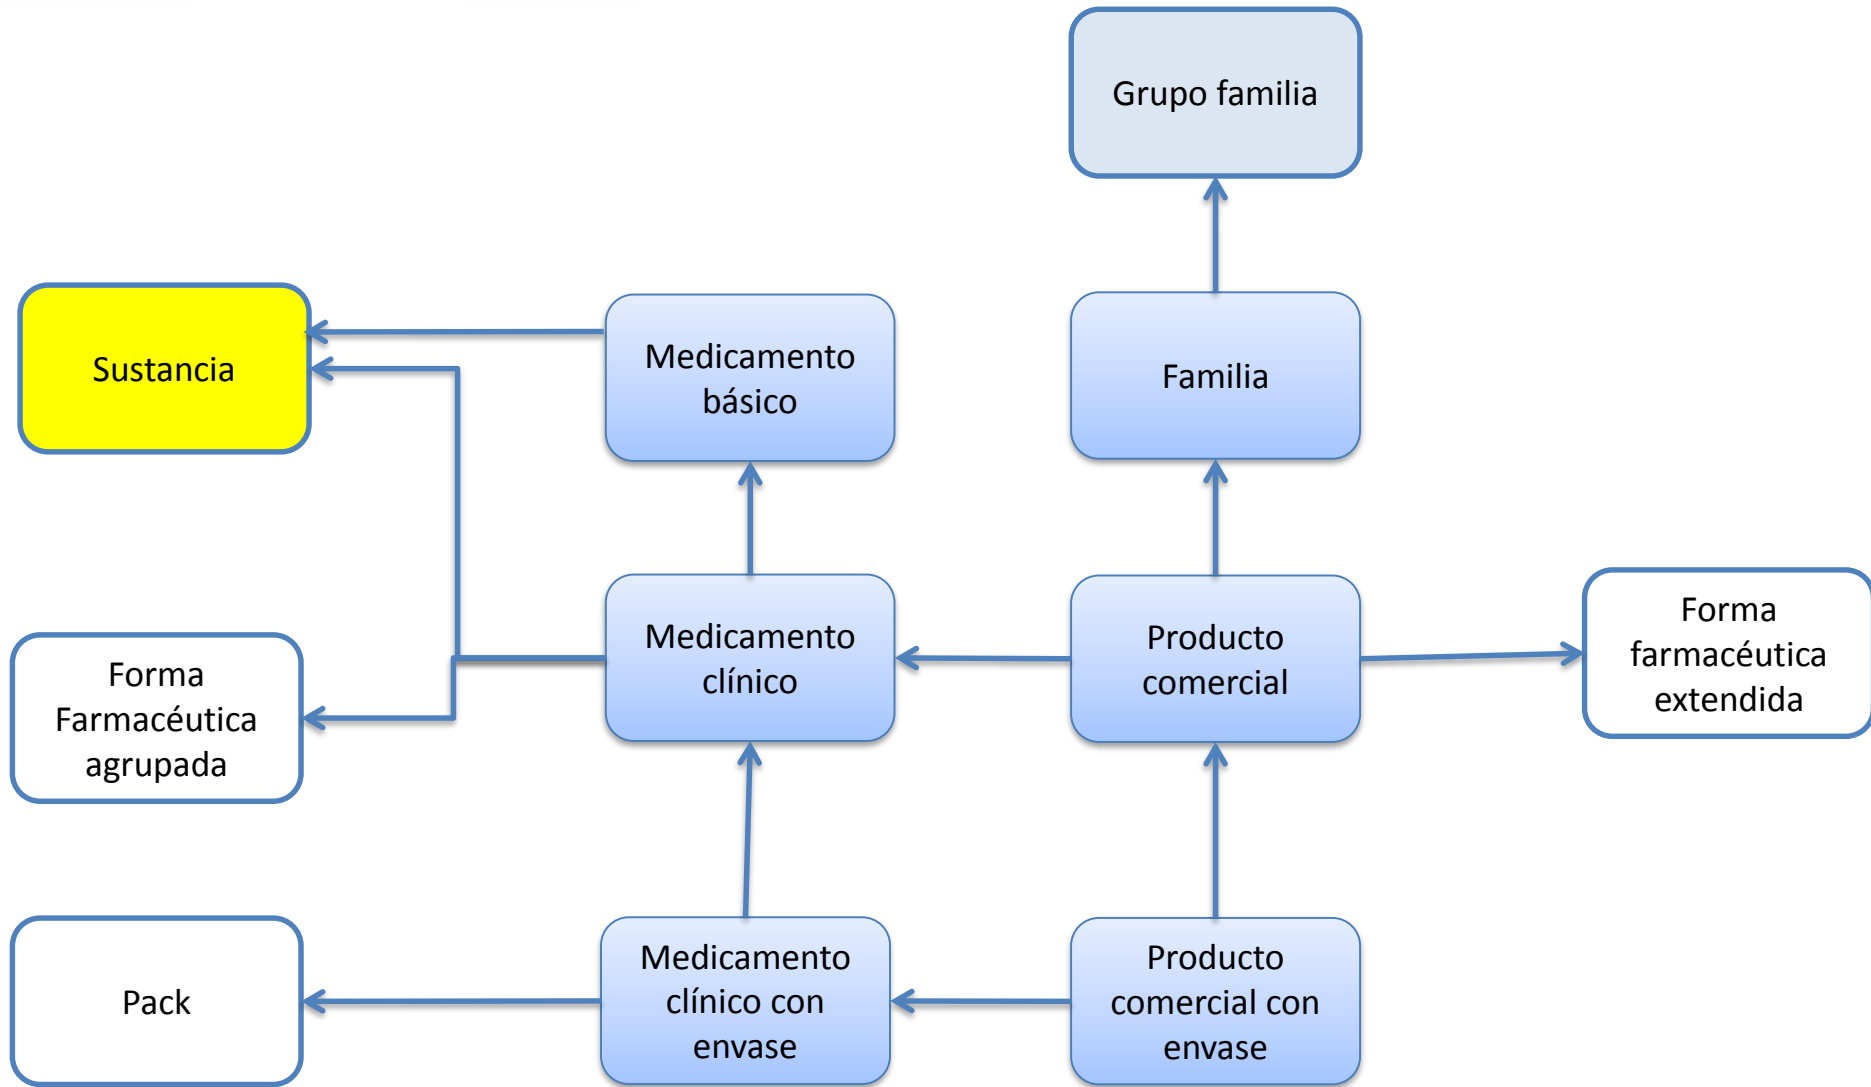 Grupo familia
Sustancia
Medicamento
básico
Familia
Forma
Farmacéutica
agrupada
Medicamento
clínico
Producto
comercial
Forma
farmacéutica
extendida
Pack
Medicamento
clínico con
envase
Producto
comercial con
envase